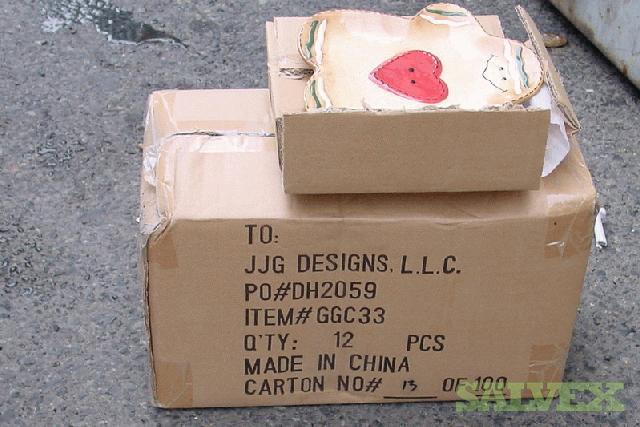 TO:
JJG DESIGNS, L.L.C.
PO#DH2059
ITEM# GGC33
Q'TY: 12 PCS
MADE IN CHINA
CARTON NO# 13 OF 100
SALVEX